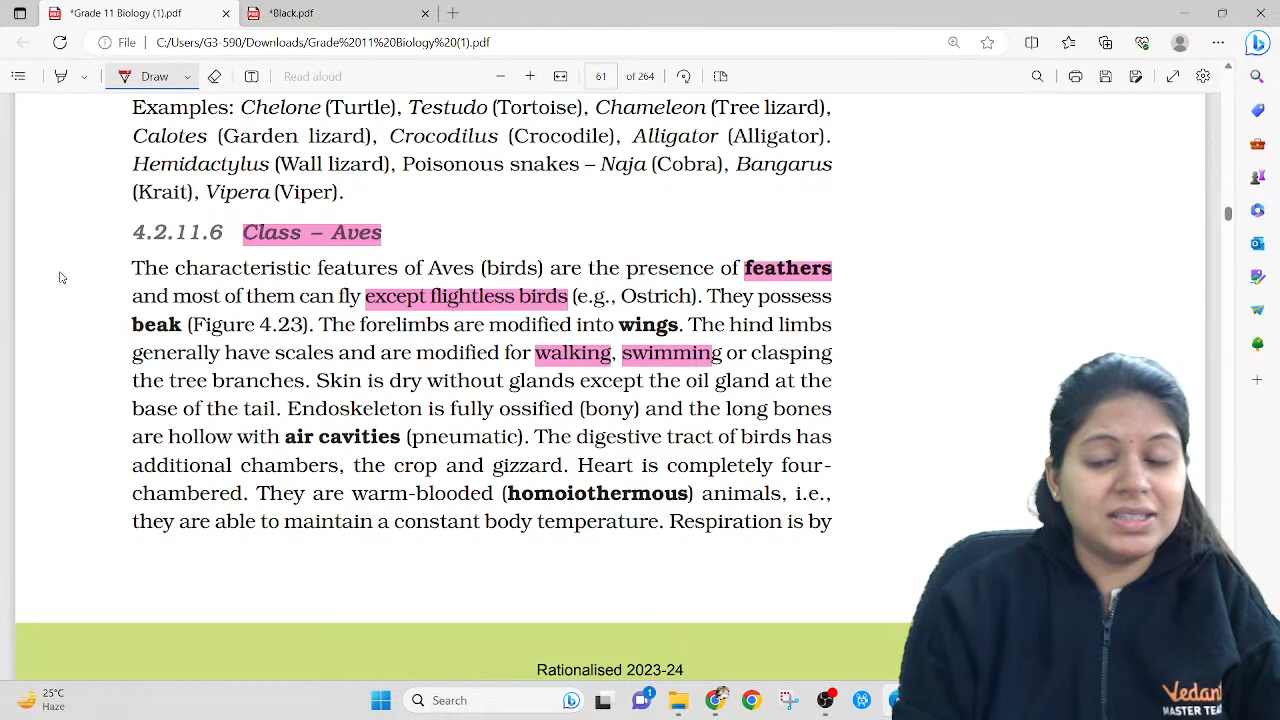 *Grade 11 Biology (1).pdf
*Black.pdf
File
C:/Users/G3-590/Downloads/Grade%2011%20Biology%20(1).pdf
Draw
Read aloud
61 of 264
Examples: Chelone (Turtle), Testudo (Tortoise), Chameleon (Tree lizard),
Calotes (Garden lizard), Crocodilus (Crocodile), Alligator (Alligator).
Hemidactylus (Wall lizard), Poisonous snakes – Naja (Cobra), Bangarus
(Krait), Vipera (Viper).
4.2.11.6 Class – Aves
The characteristic features of Aves (birds) are the presence of feathers
and most of them can fly except flightless birds (e.g., Ostrich). They possess
beak (Figure 4.23). The forelimbs are modified into wings. The hind limbs
generally have scales and are modified for walking, swimming or clasping
the tree branches. Skin is dry without glands except the oil gland at the
base of the tail. Endoskeleton is fully ossified (bony) and the long bones
are hollow with air cavities (pneumatic). The digestive tract of birds has
additional chambers, the crop and gizzard. Heart is completely four-
chambered. They are warm-blooded (homoiothermous) animals, i.e.,
they are able to maintain a constant body temperature. Respiration is by
Rationalised 2023-24
MASTER
25°C
Haze
Search
1